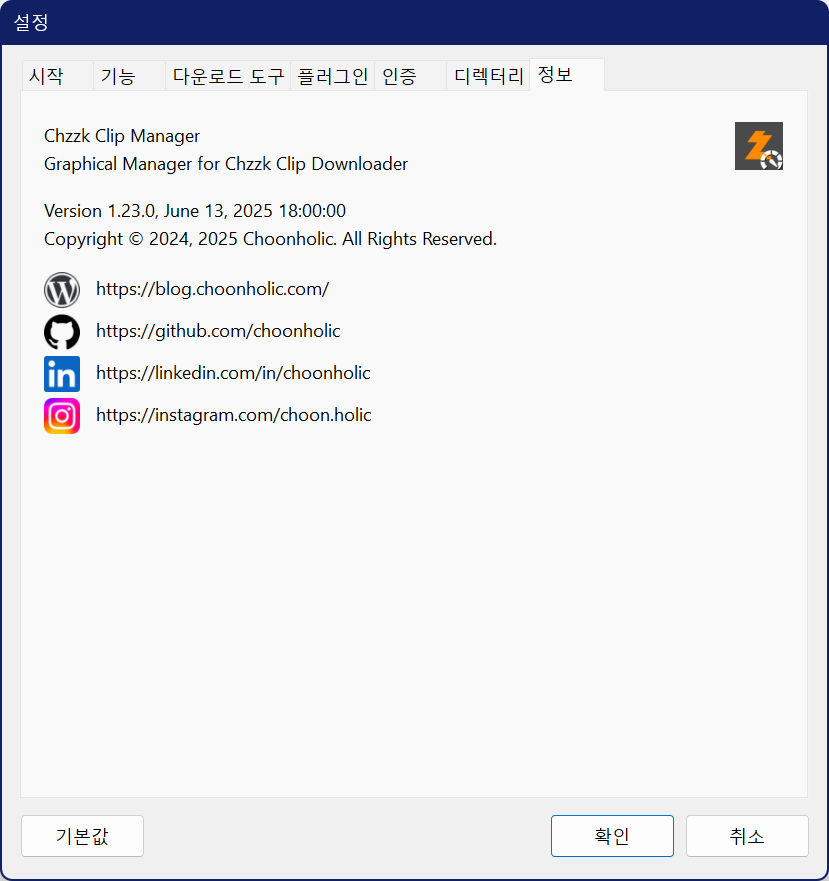 설정
시작 기능 다운로드 도구 플러그인 인증 디렉터리 정보
Chzzk Clip Manager
Graphical Manager for Chzzk Clip Downloader
Version 1.23.0, June 13, 2025 18:00:00
Copyright © 2024, 2025 Choonholic. All Rights Reserved.
https://blog.choonholic.com/
https://github.com/choonholic
https://linkedin.com/in/choonholic
https://instagram.com/choon.holic
기본값 확인 취소